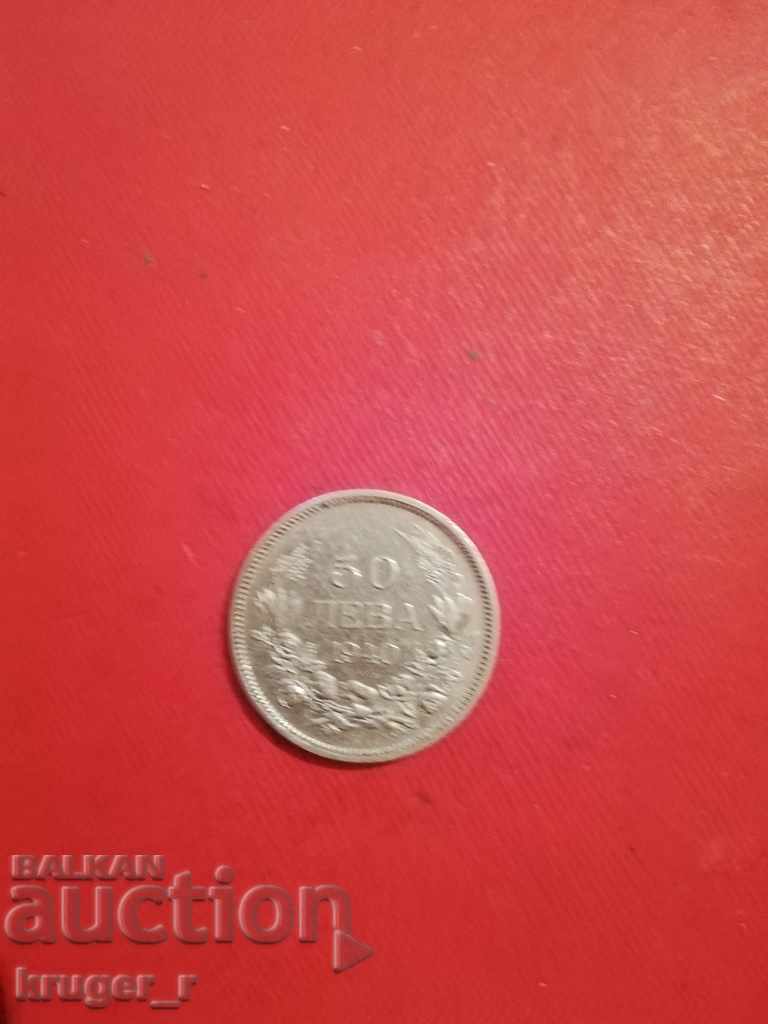 50
ЛЕВА
1940
BALKAN
auction
kruger_r